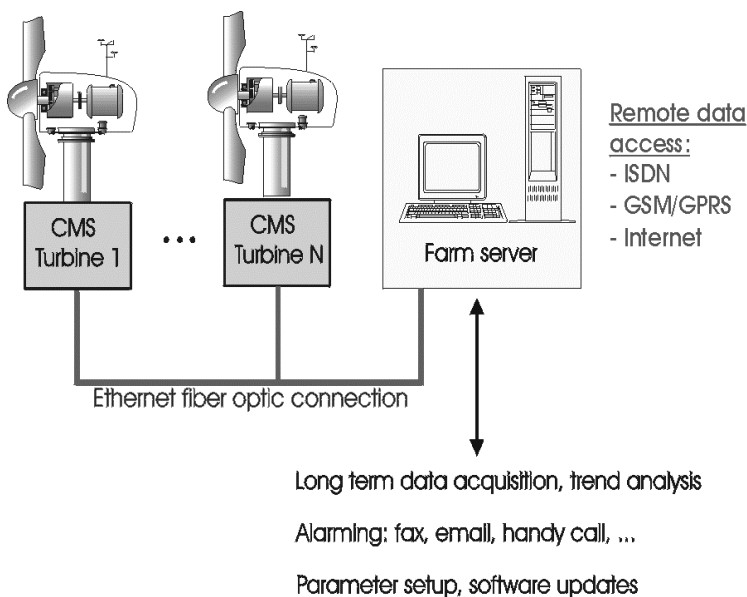 CMS
Turbine 1
...
CMS
Turbine N
Farm server
Remote data
access:
- ISDN
- GSM/GPRS
- Internet
Ethernet fiber optic connection
Long term data acquisition, trend analysis
Alarming: fax, email, handy call, ...
Parameter setup, software updates